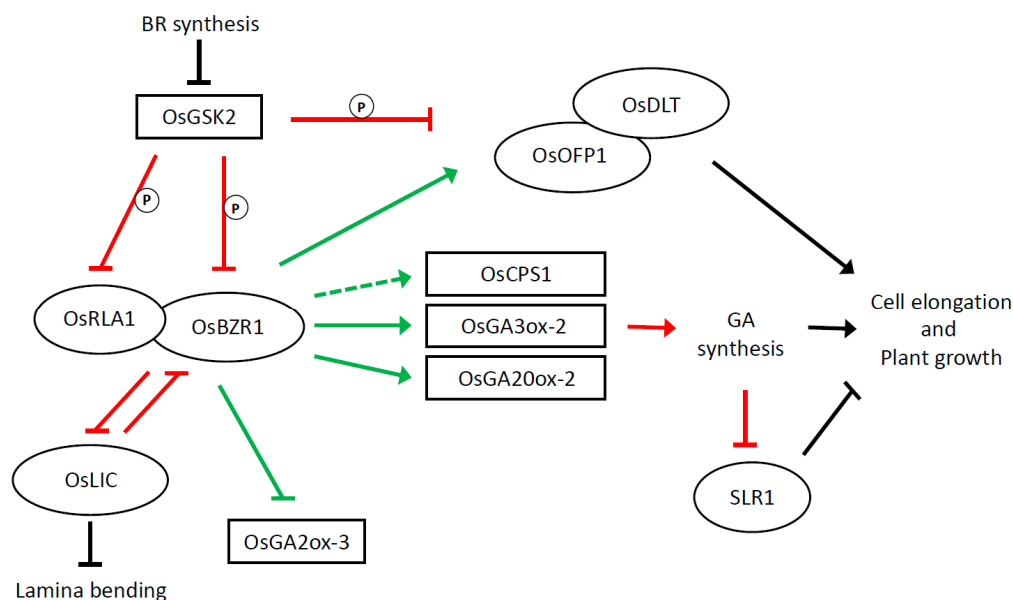 BR synthesis
OsGSK2
P
OsDLT
OsOFP1
P
P
OsCPS1
OsRLA1
OsBZR1
OsGA3ox-2
GA
synthesis
Cell elongation
and
Plant growth
OsGA20ox-2
OsLIC
SLR1
OsGA2ox-3
Lamina bending